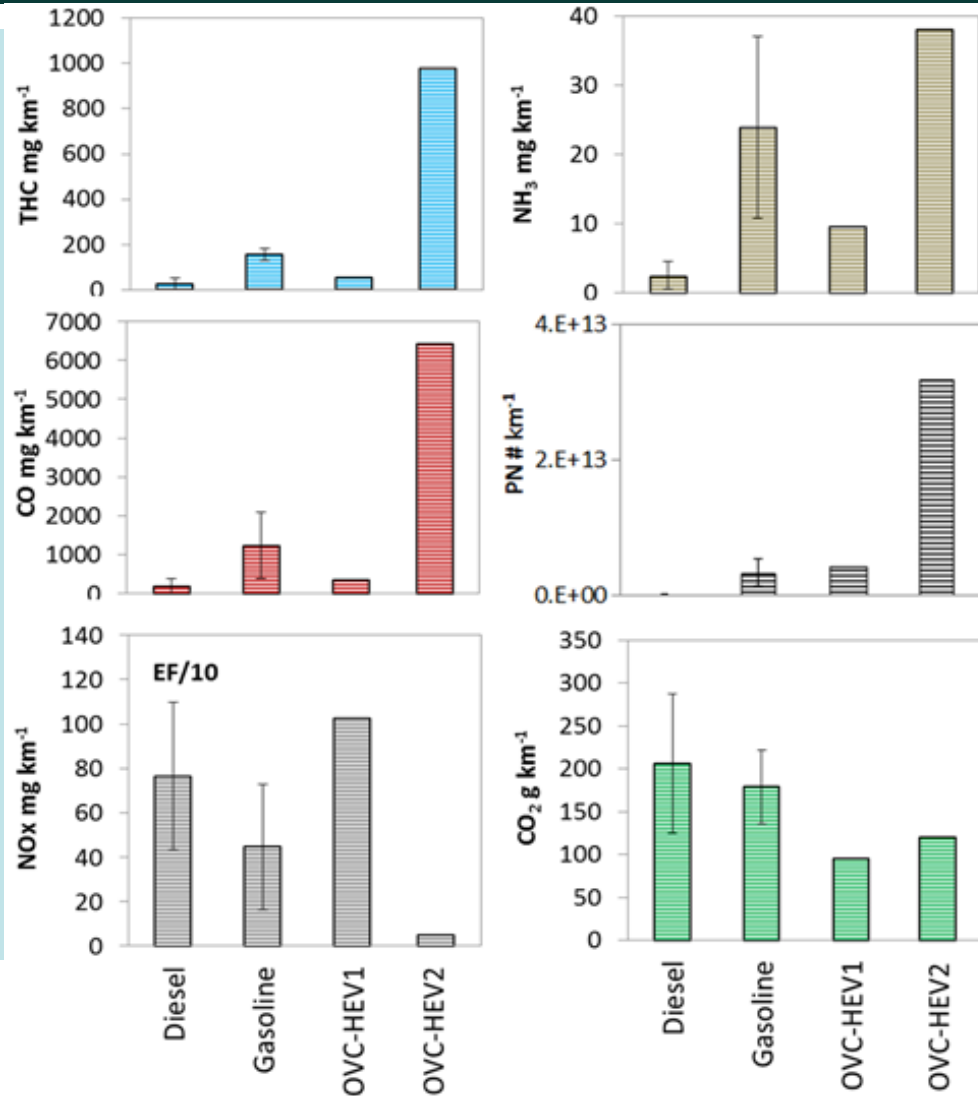 THC mg km⁻¹
1200
1000
800
600
400
200
0
NH₃ mg km⁻¹
40
30
20
10
0
CO mg km⁻¹
7000
6000
5000
4000
3000
2000
1000
0
PN # km⁻¹
4.E+13
2.E+13
0.E+00
NOx mg km⁻¹
140
120
100
80
60
40
20
0
EF/10
Diesel
Gasoline
OVC-HEV1
OVC-HEV2
CO₂ g km⁻¹
350
300
250
200
150
100
50
0
Diesel
Gasoline
OVC-HEV1
OVC-HEV2